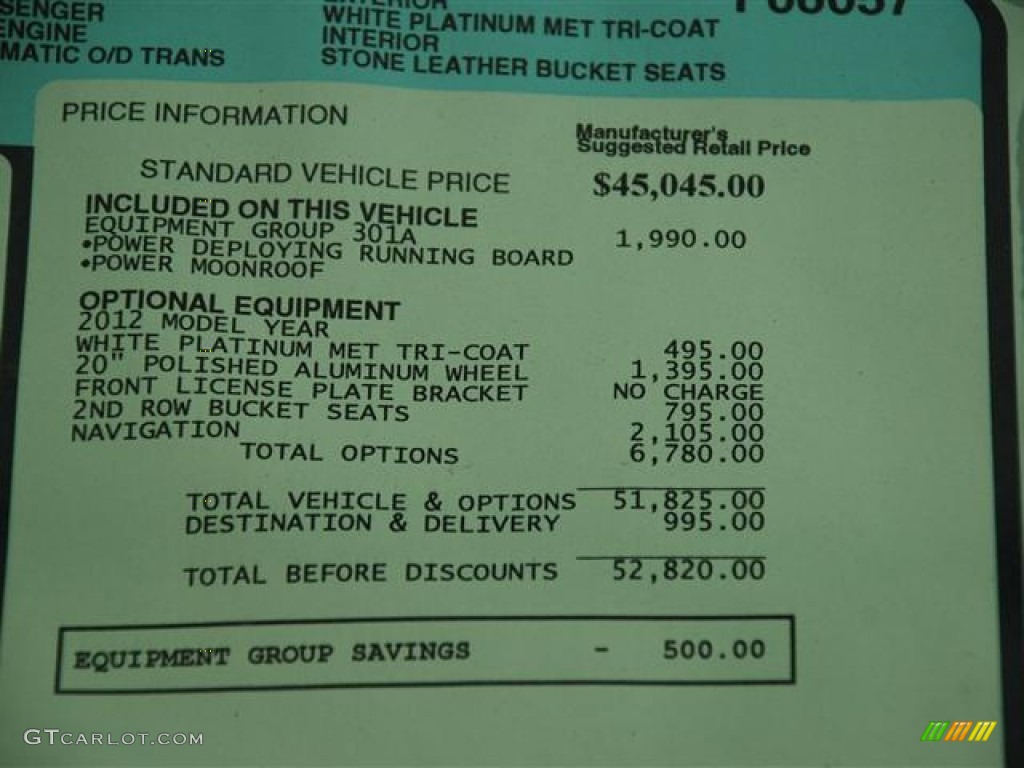 SSENGER
ENGINE
MATIC O/D TRANS
EXTERIOR
WHITE PLATINUM MET TRI-COAT
INTERIOR
STONE LEATHER BUCKET SEATS
PRICE INFORMATION
Manufacturer's
Suggested Retail Price
STANDARD VEHICLE PRICE $45,045.00
INCLUDED ON THIS VEHICLE
EQUIPMENT GROUP 301A 1,990.00
•POWER DEPLOYING RUNNING BOARD
•POWER MOONROOF
OPTIONAL EQUIPMENT
2012 MODEL YEAR
WHITE PLATINUM MET TRI-COAT 495.00
20" POLISHED ALUMINUM WHEEL 1,395.00
FRONT LICENSE PLATE BRACKET NO CHARGE
2ND ROW BUCKET SEATS 795.00
NAVIGATION 2,105.00
TOTAL OPTIONS 6,780.00
TOTAL VEHICLE & OPTIONS 51,825.00
DESTINATION & DELIVERY 995.00
TOTAL BEFORE DISCOUNTS 52,820.00
EQUIPMENT GROUP SAVINGS - 500.00
GTCARLOT.COM